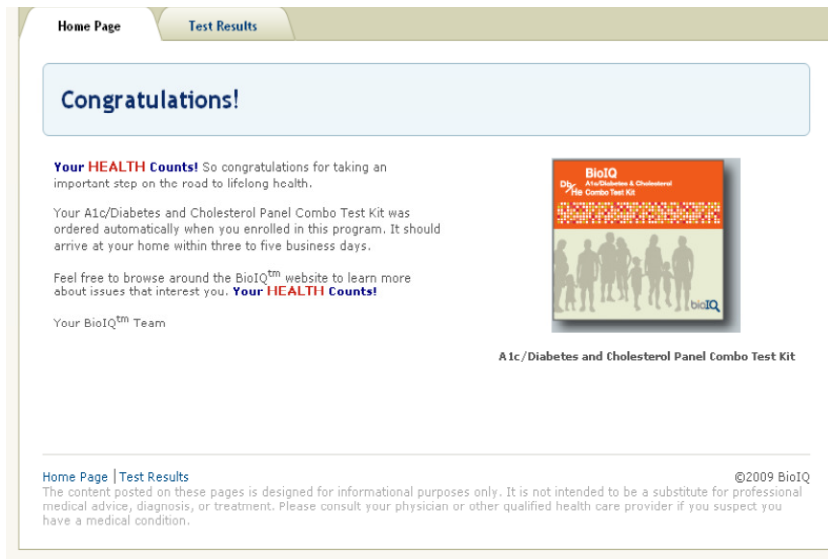 Home Page
Test Results
Congratulations!
Your HEALTH Counts! So congratulations for taking an
important step on the road to lifelong health.
Your A1c/Diabetes and Cholesterol Panel Combo Test Kit was
ordered automatically when you enrolled in this program. It should
arrive at your home within three to five business days.
Feel free to browse around the BioIQtm website to learn more
about issues that interest you. Your HEALTH Counts!
Your BioIQtm Team
BioIQ
A1c/Diabetes & Cholesterol
Combo Test Kit
Db/He
bioIQ
A1c/Diabetes and Cholesterol Panel Combo Test Kit
Home Page | Test Results
©2009 BioIQ
The content posted on these pages is designed for informational purposes only. It is not intended to be a substitute for professional
medical advice, diagnosis, or treatment. Please consult your physician or other qualified health care provider if you suspect you
have a medical condition.